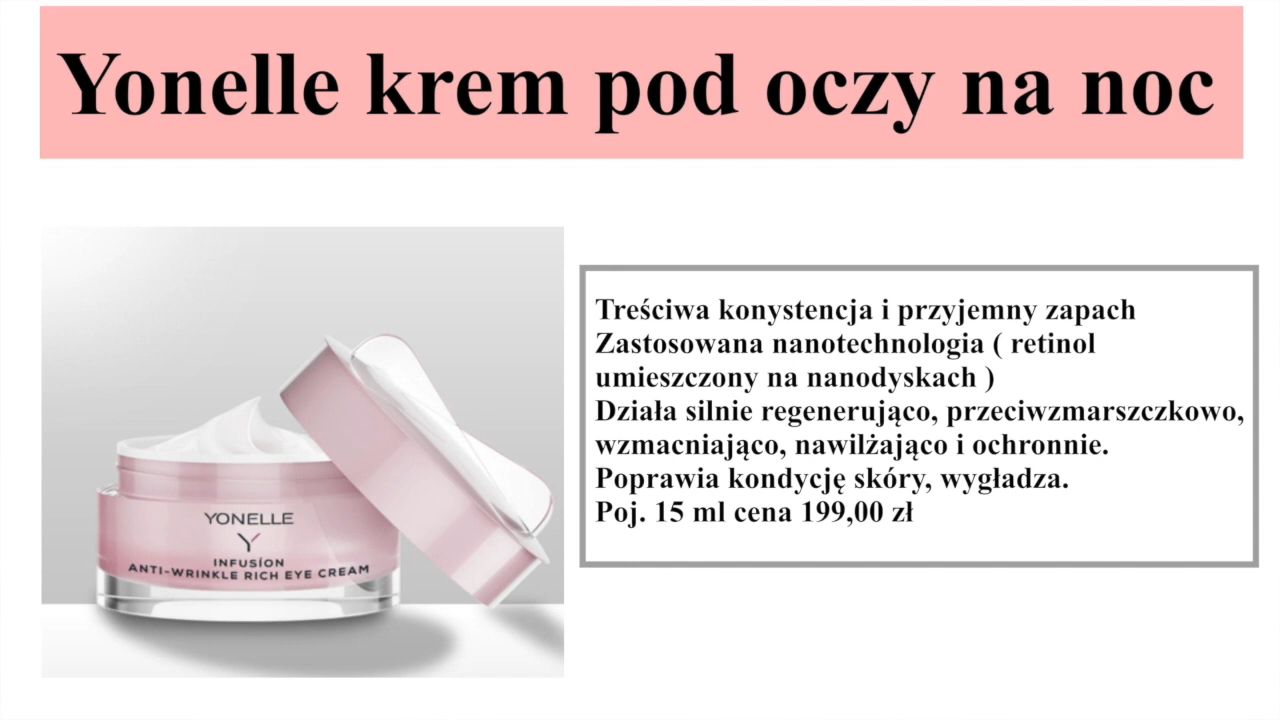 Yonelle krem pod oczy na noc
YONELLE
Y
INFUSÍON
ANTI-WRINKLE RICH EYE CREAM
Treściwa konystencja i przyjemny zapach
Zastosowana nanotechnologia ( retinol
umieszczony na nanodyskach )
Działa silnie regenerująco, przeciwzmarszczkowo,
wzmacniająco, nawilżająco i ochronnie.
Poprawia kondycję skóry, wygładza.
Poj. 15 ml cena 199,00 zł